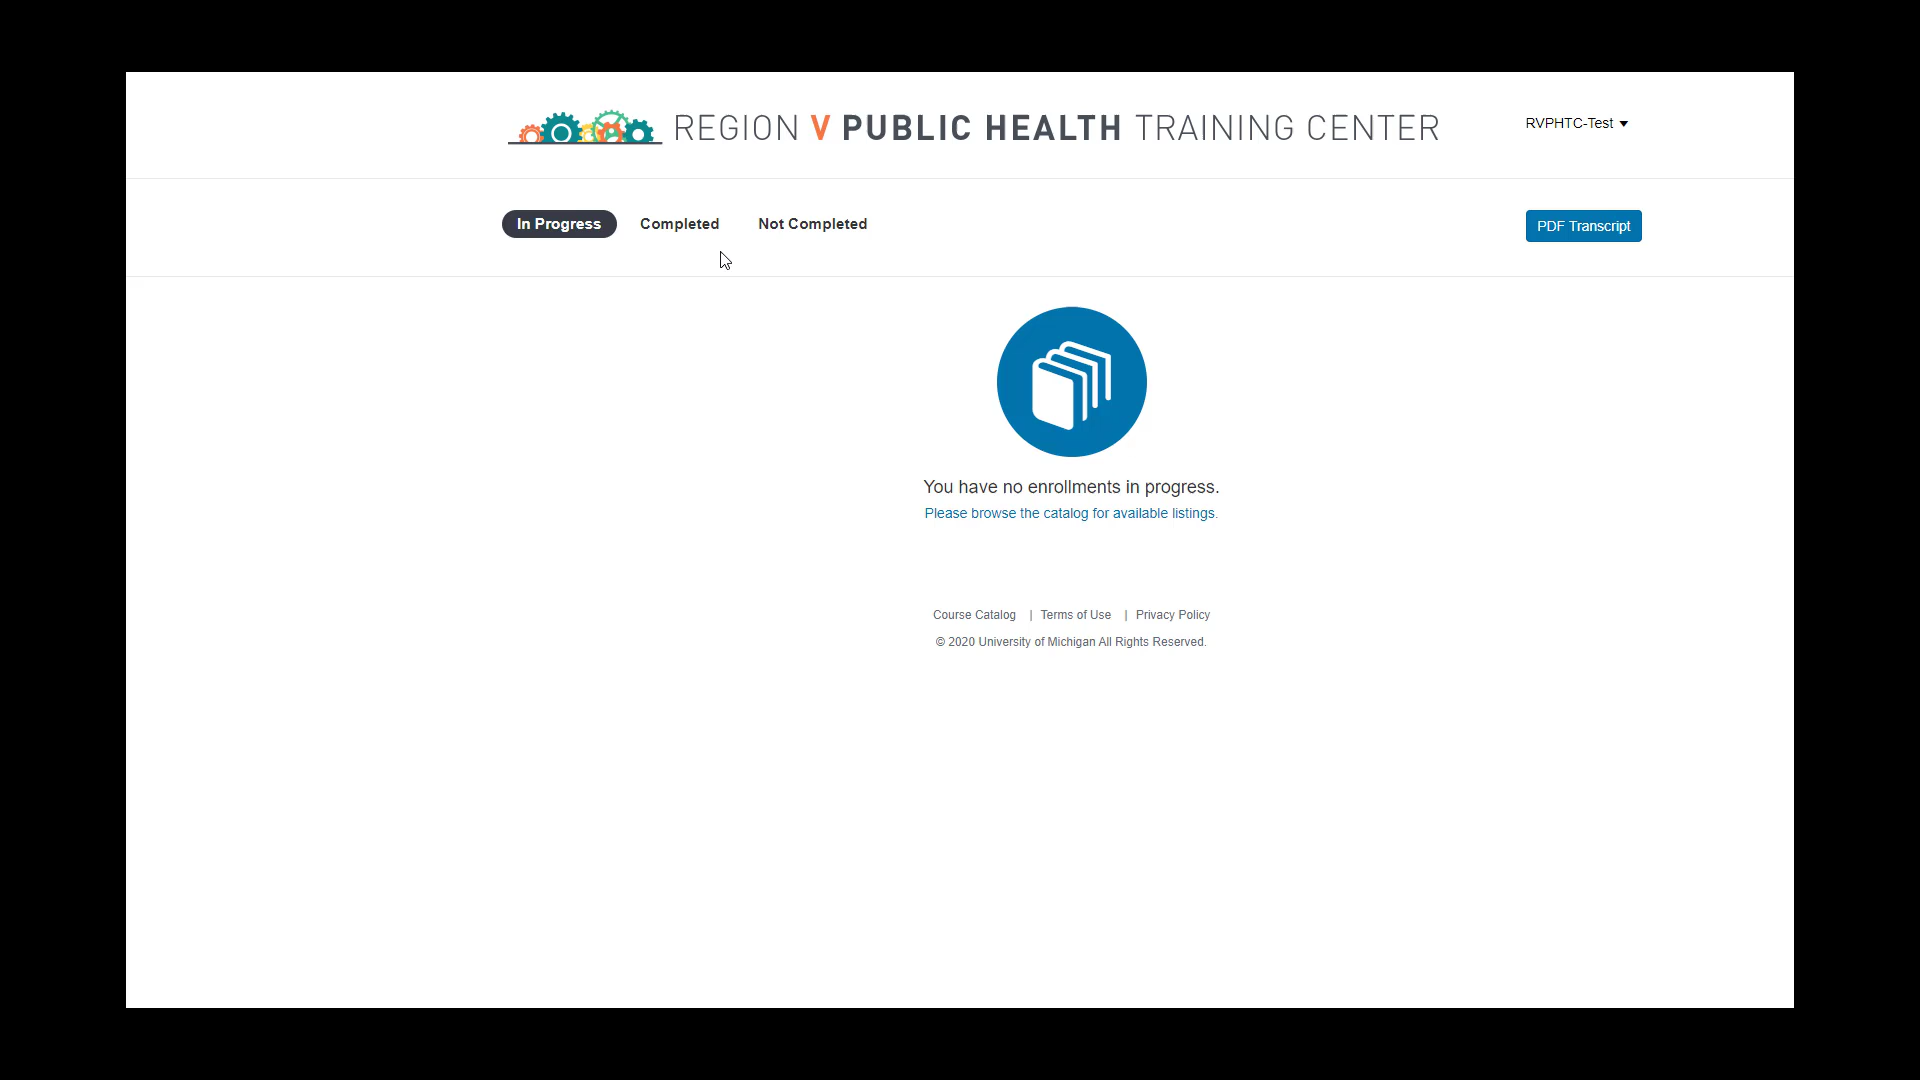 REGION V PUBLIC HEALTH TRAINING CENTER
RVPHTC-Test
In Progress
Completed
Not Completed
PDF Transcript
You have no enrollments in progress.
Please browse the catalog for available listings.
Course Catalog | Terms of Use | Privacy Policy
© 2020 University of Michigan All Rights Reserved.